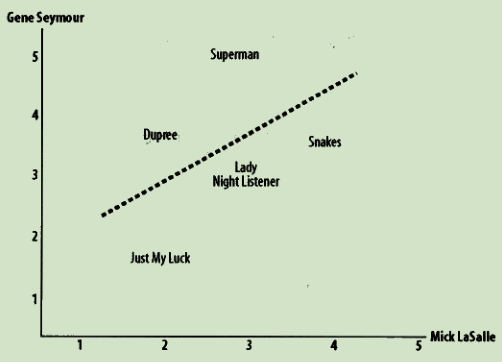 Gene Seymour
5
Superman
4
Dupree
Snakes
3
Lady
Night Listener
2
Just My Luck
1
1 2 3 4 5
Mick LaSalle